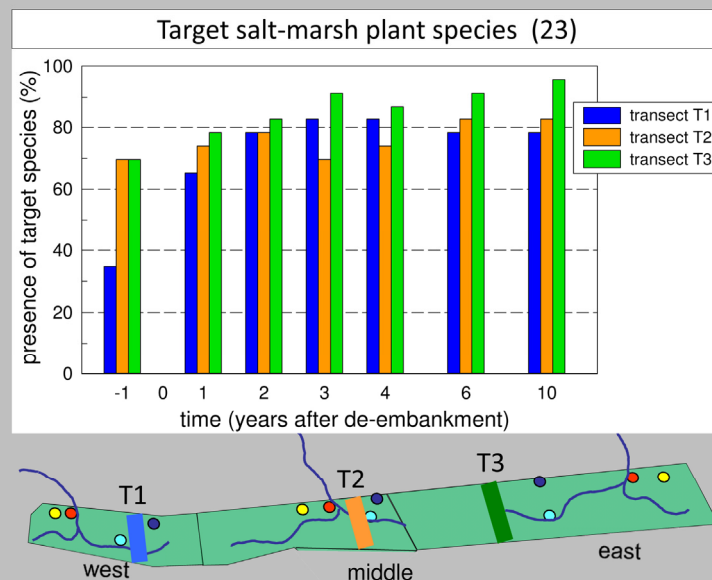 Target salt-marsh plant species (23)
presence of target species (%)
100
80
60
40
20
0
-1 0 1 2 3 4 6 10
time (years after de-embankment)
transect T1
transect T2
transect T3
T1
T2
T3
west
middle
east